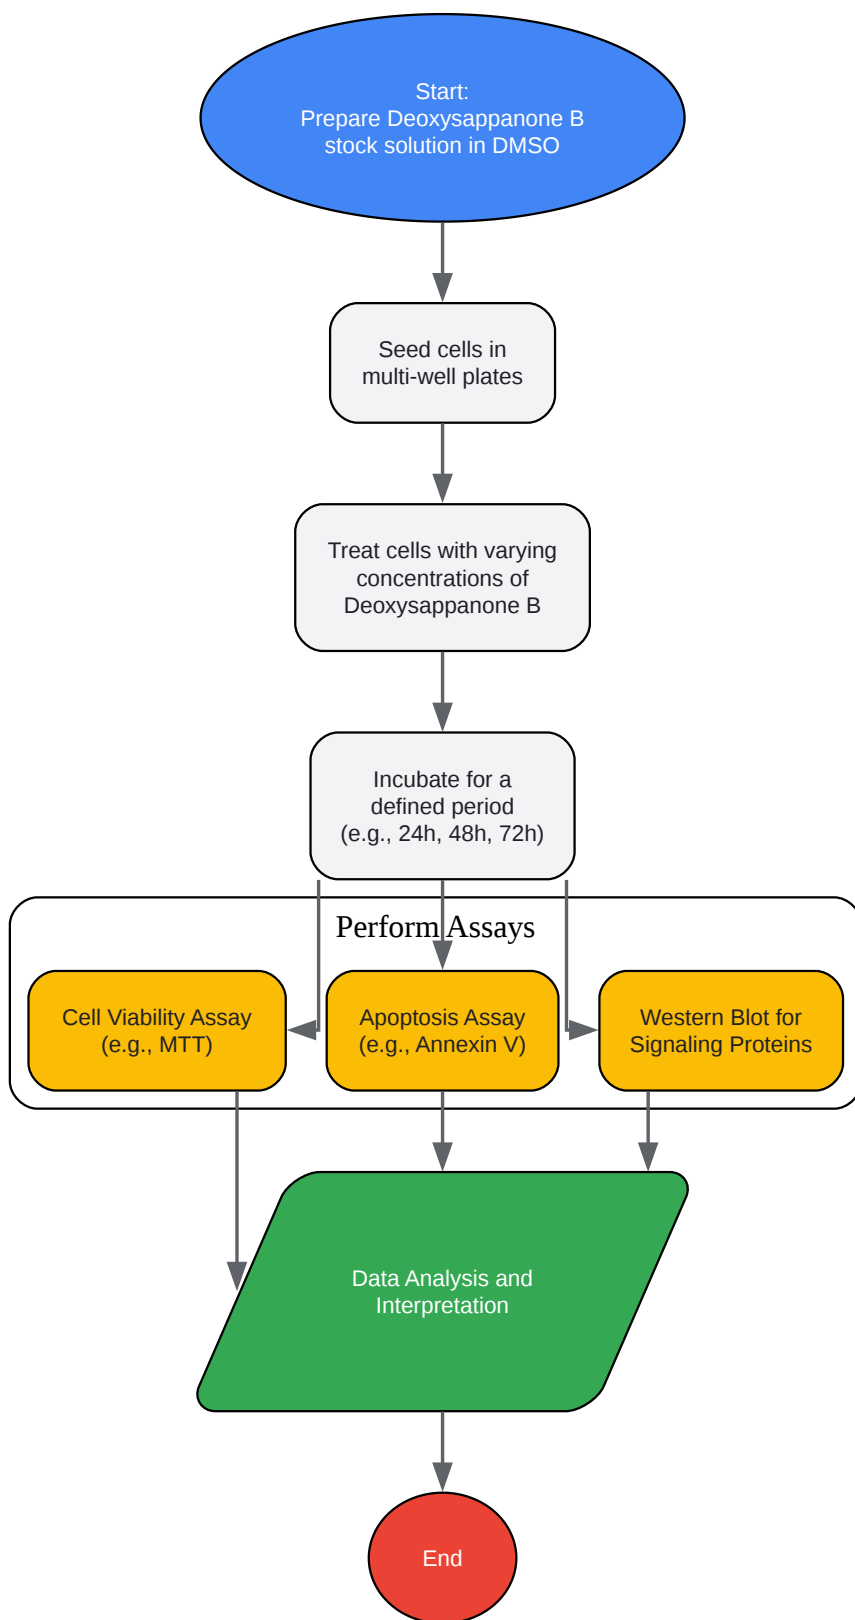 Start:
Prepare Deoxysappanone B
stock solution in DMSO
Seed cells in
multi-well plates
Treat cells with varying
concentrations of
Deoxysappanone B
Incubate for a
defined period
(e.g., 24h, 48h, 72h)
Perform Assays
Cell Viability Assay
(e.g., MTT)
Apoptosis Assay
(e.g., Annexin V)
Western Blot for
Signaling Proteins
Data Analysis and
Interpretation
End